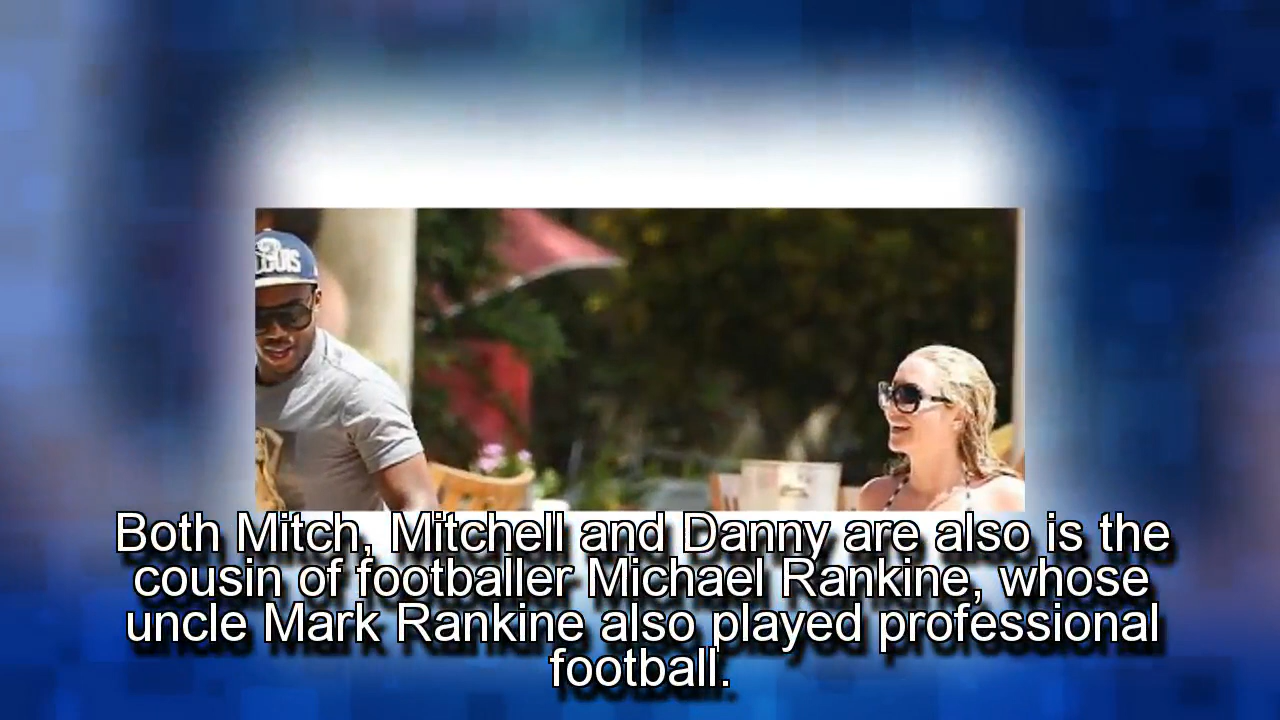 LOUIS
Both Mitch, Mitchell and Danny are also is the
cousin of footballer Michael Rankine, whose
uncle Mark Rankine also played professional
football.